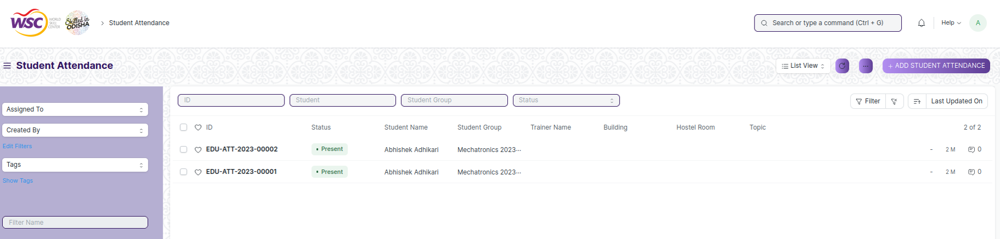 WSC WORLD SKILL CENTER
Skilled in ODISHA
Student Attendance
Search or type a command (Ctrl + G)
Help
A
Student Attendance
List View
+ ADD STUDENT ATTENDANCE
Assigned To
Created By
Edit Filters
Tags
Show Tags
Filter Name
ID Student Student Group Status
Filter
Last Updated On
ID Status Student Name Student Group Trainer Name Building Hostel Room Topic 2 of 2
EDU-ATT-2023-00002 Present Abhishek Adhikari Mechatronics 2023... - 2 M 0
EDU-ATT-2023-00001 Present Abhishek Adhikari Mechatronics 2023... - 2 M 0